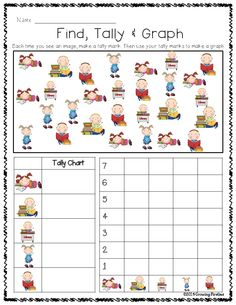 Name
Find, Tally & Graph
Each time you see an image, make a tally mark. Then use your tally marks to make a graph.
Tally Chart
7
6
5
4
3
2
1